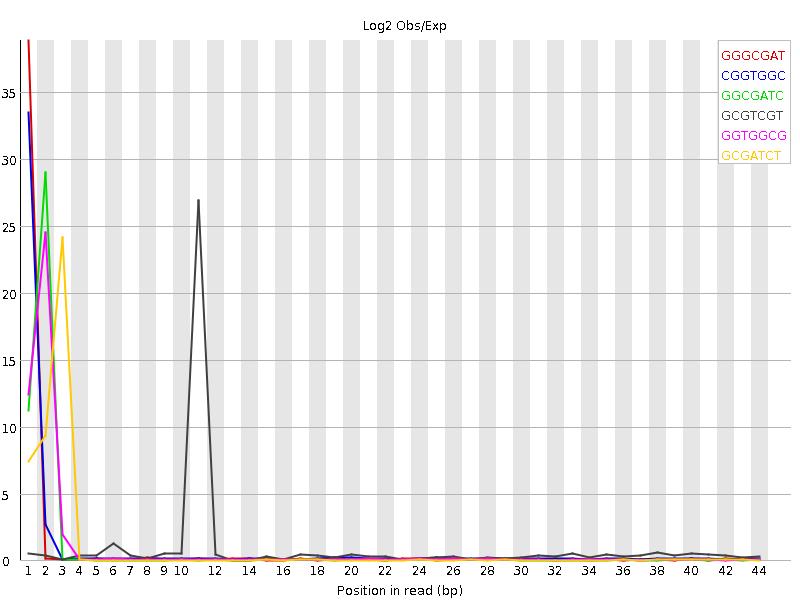 Log2 Obs/Exp
GGGCGAT
CGGTGGC
GGCGATC
GCGTCGT
GGTGGCG
GCGATCT
35
30
25
20
15
10
5
0
1 2 3 4 5 6 7 8 9 10 12 14 16 18 20 22 24 26 28 30 32 34 36 38 40 42 44
Position in read (bp)